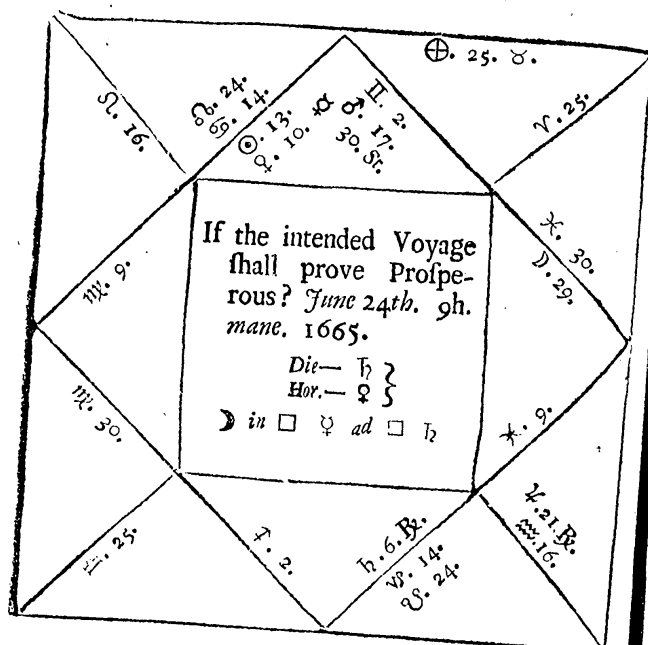 ⊕. 25. ♉.
♌. 16.
☊. 24.
♋. 14.
☉. 13.
♀. 10.
☿
♂. 17.
30. Sr.
♊. 2.
♈. 25.
♓. 30.
☽. 29.
♍. 9.
If the intended Voyage
ſhall prove Proſpe-
rous? June 24th. 9h.
mane. 1665.
Die— ♄
Hor.— ♀
☽ in □ ☿ ad □ ♄
♍. 30.
♎. 25.
♐. 2.
♄. 6. ℞.
♑. 14.
☋. 24.
♃. 21. ℞.
♒. 16.
9.